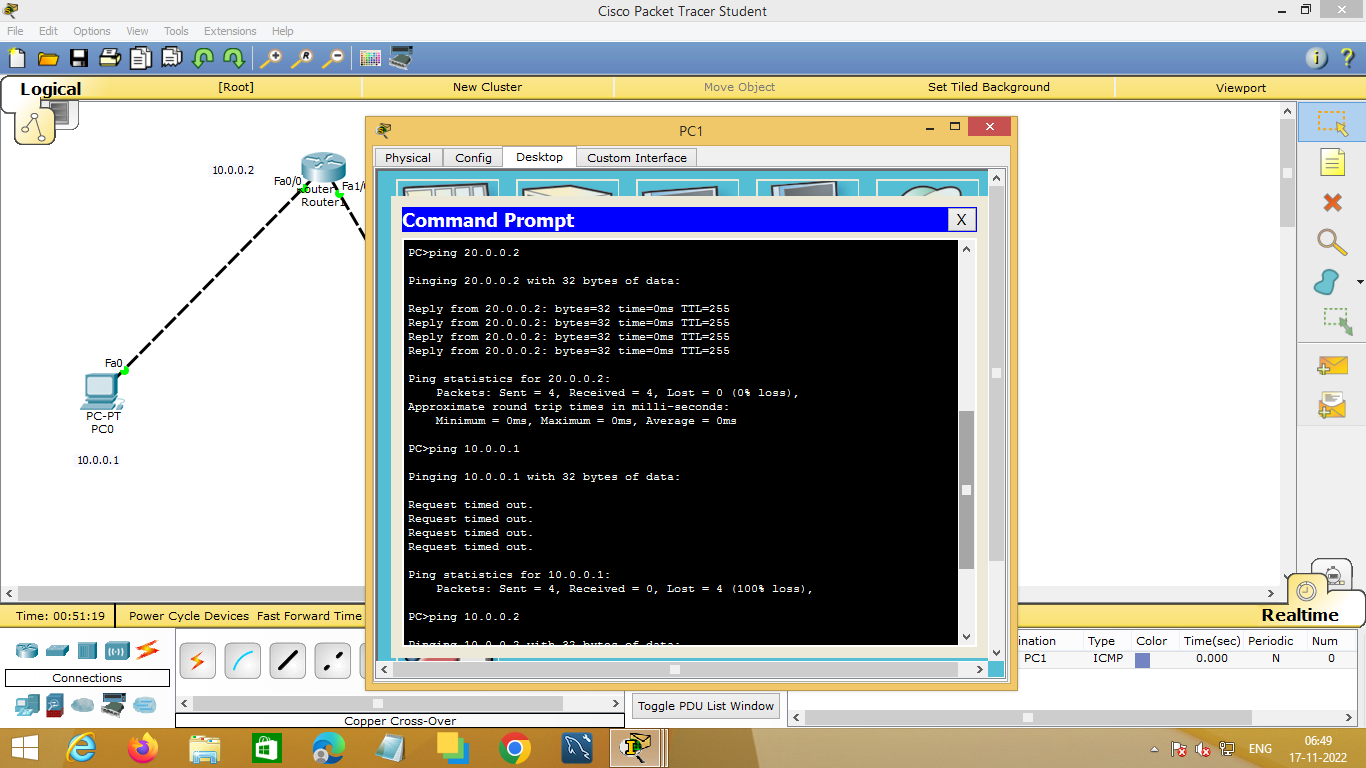 Cisco Packet Tracer Student
File Edit Options View Tools Extensions Help
Logical [Root] New Cluster Move Object Set Tiled Background Viewport
10.0.0.2
Fa0/0
Fa1/
Router1
Fa0
PC-PT
PC0
10.0.0.1
PC1
Physical Config Desktop Custom Interface
Command Prompt X
PC>ping 20.0.0.2
Pinging 20.0.0.2 with 32 bytes of data:
Reply from 20.0.0.2: bytes=32 time=0ms TTL=255
Reply from 20.0.0.2: bytes=32 time=0ms TTL=255
Reply from 20.0.0.2: bytes=32 time=0ms TTL=255
Reply from 20.0.0.2: bytes=32 time=0ms TTL=255
Ping statistics for 20.0.0.2:
Packets: Sent = 4, Received = 4, Lost = 0 (0% loss),
Approximate round trip times in milli-seconds:
Minimum = 0ms, Maximum = 0ms, Average = 0ms
PC>ping 10.0.0.1
Pinging 10.0.0.1 with 32 bytes of data:
Request timed out.
Request timed out.
Request timed out.
Request timed out.
Ping statistics for 10.0.0.1:
Packets: Sent = 4, Received = 0, Lost = 4 (100% loss),
PC>ping 10.0.0.2
Pinging 10.0.0.2 with 32 bytes of data:
Time: 00:51:19 Power Cycle Devices Fast Forward Time
Realtime
Connections
Copper Cross-Over
Toggle PDU List Window
ination Type Color Time(sec) Periodic Num
PC1 ICMP 0.000 N 0
ENG
06:49
17-11-2022